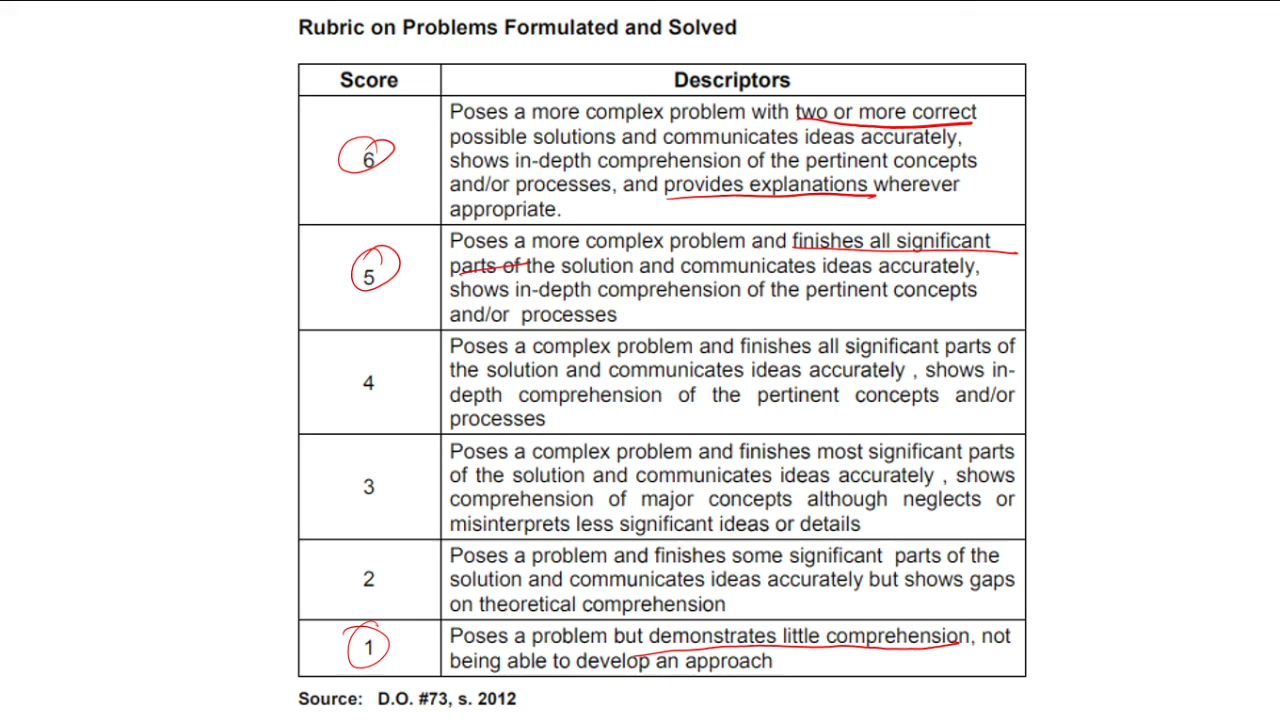 Rubric on Problems Formulated and Solved
Score Descriptors
6
Poses a more complex problem with two or more correct
possible solutions and communicates ideas accurately,
shows in-depth comprehension of the pertinent concepts
and/or processes, and provides explanations wherever
appropriate.
5
Poses a more complex problem and finishes all significant
parts of the solution and communicates ideas accurately,
shows in-depth comprehension of the pertinent concepts
and/or processes
4
Poses a complex problem and finishes all significant parts of
the solution and communicates ideas accurately , shows in-
depth comprehension of the pertinent concepts and/or
processes
3
Poses a complex problem and finishes most significant parts
of the solution and communicates ideas accurately , shows
comprehension of major concepts although neglects or
misinterprets less significant ideas or details
2
Poses a problem and finishes some significant parts of the
solution and communicates ideas accurately but shows gaps
on theoretical comprehension
1
Poses a problem but demonstrates little comprehension, not
being able to develop an approach
Source: D.O. #73, s. 2012